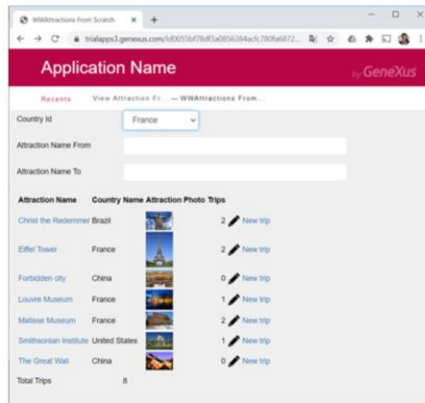 WWAttractions From Scratch
Application Name
by GeneXus
Recents View Attraction Fr... — WWAttractions From...
Country Id France
Attraction Name From
Attraction Name To
Attraction Name Country Name Attraction Photo Trips
Christ the Redemmer Brazil 2 New trip
Eiffel Tower France 2 New trip
Forbidden city China 0 New trip
Louvre Museum France 1 New trip
Matisse Museum France 2 New trip
Smithsonian Institute United States 1 New trip
The Great Wall China 0 New trip
Total Trips 8